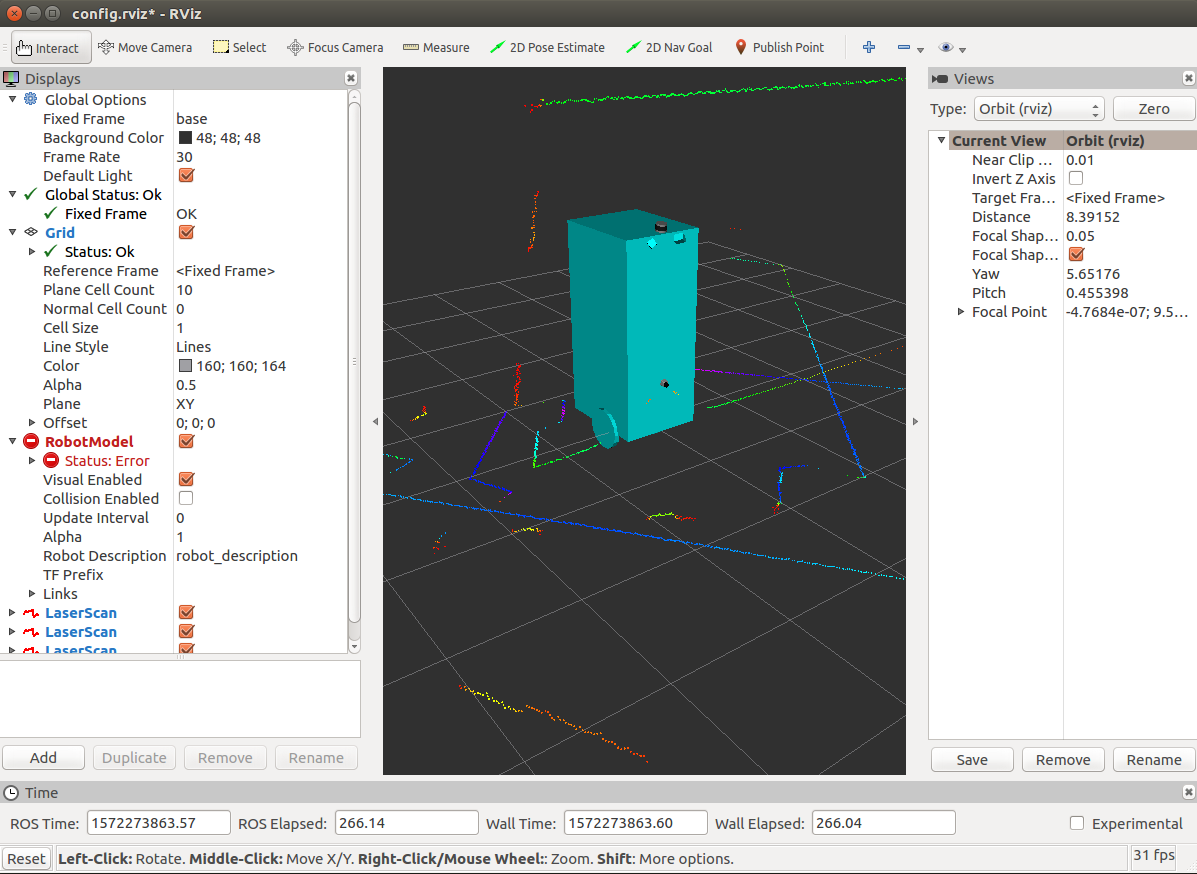 config.rviz* - RViz
Interact Move Camera Select Focus Camera Measure 2D Pose Estimate 2D Nav Goal Publish Point
Displays
Global Options
Fixed Frame base
Background Color 48; 48; 48
Frame Rate 30
Default Light
Global Status: Ok
Fixed Frame OK
Grid
Status: Ok
Reference Frame <Fixed Frame>
Plane Cell Count 10
Normal Cell Count 0
Cell Size 1
Line Style Lines
Color 160; 160; 164
Alpha 0.5
Plane XY
Offset 0; 0; 0
RobotModel
Status: Error
Visual Enabled
Collision Enabled
Update Interval 0
Alpha 1
Robot Description robot_description
TF Prefix
Links
LaserScan
LaserScan
LaserScan
Add Duplicate Remove Rename
Views
Type: Orbit (rviz) Zero
Current View Orbit (rviz)
Near Clip ... 0.01
Invert Z Axis
Target Fra... <Fixed Frame>
Distance 8.39152
Focal Shap... 0.05
Focal Shap...
Yaw 5.65176
Pitch 0.455398
Focal Point -4.7684e-07; 9.5...
Save Remove Rename
Time
ROS Time: 1572273863.57 ROS Elapsed: 266.14 Wall Time: 1572273863.60 Wall Elapsed: 266.04 Experimental
Reset Left-Click: Rotate. Middle-Click: Move X/Y. Right-Click/Mouse Wheel:: Zoom. Shift: More options. 31 fps